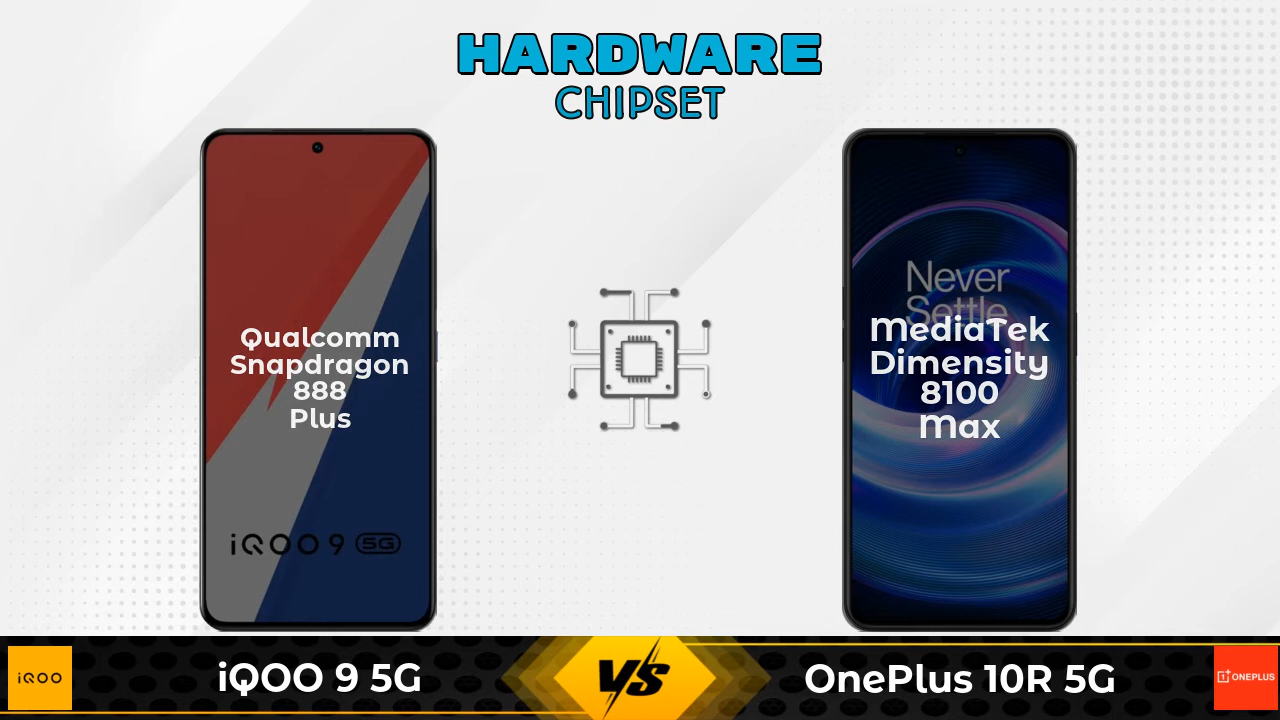 HARDWARE
CHIPSET
Qualcomm
Snapdragon
888
Plus
iQOO 9 5G
Never
Settle
MediaTek
Dimensity
8100
Max
iQOO
iQOO 9 5G
VS
OnePlus 10R 5G
1+ ONEPLUS